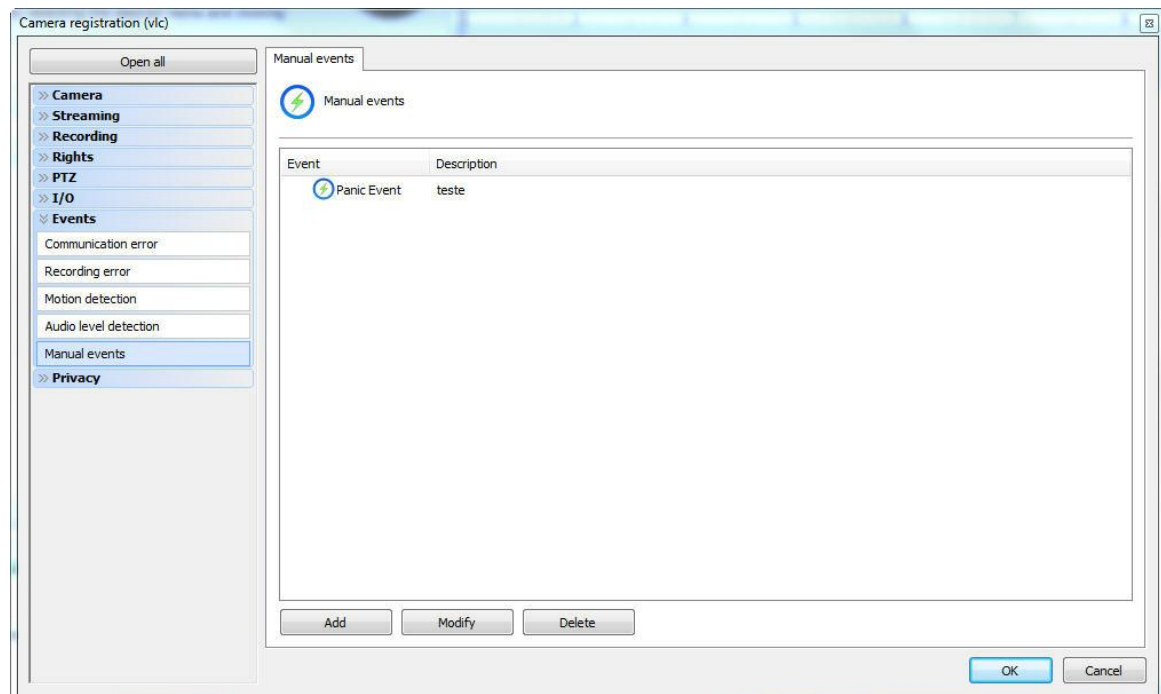 Camera registration (vlc)
Open all
Camera
Streaming
Recording
Rights
PTZ
I/O
Events
Communication error
Recording error
Motion detection
Audio level detection
Manual events
Privacy
Manual events
Manual events
Event Description
Panic Event teste
Add Modify Delete
OK Cancel